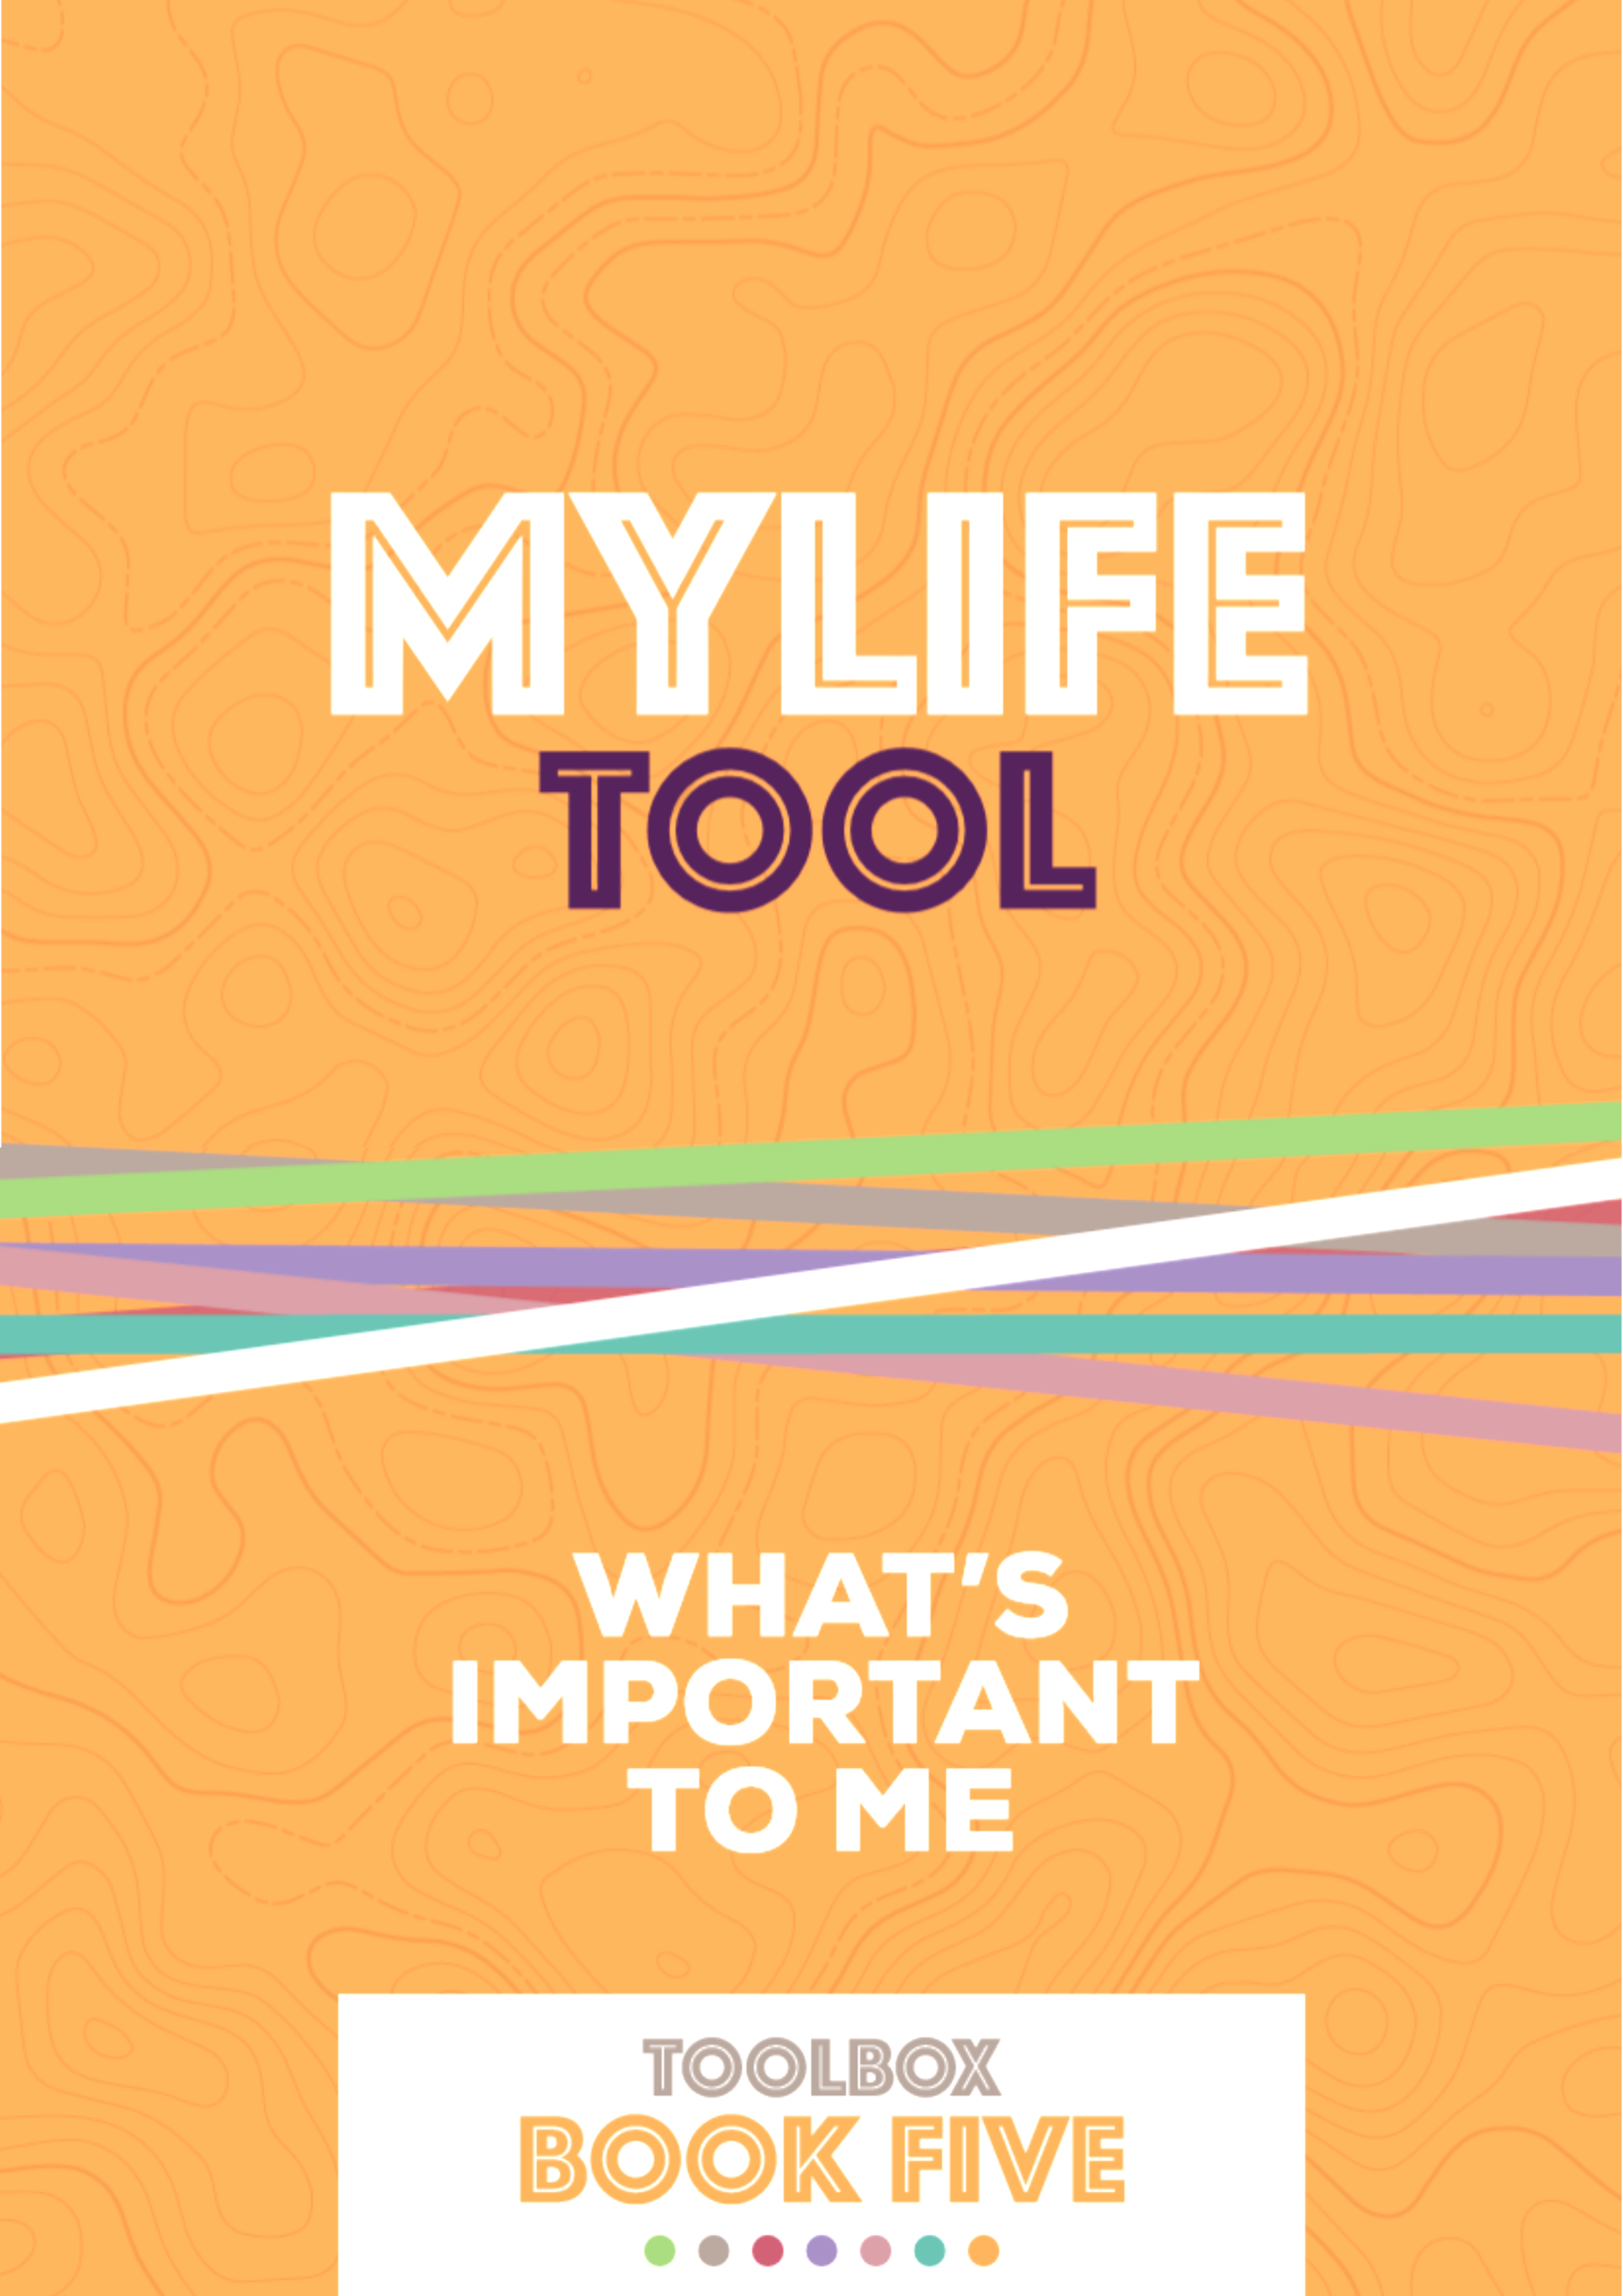 MYLIFE
TOOL
WHAT'S
IMPORTANT
TO ME
TOOLBOX
BOOK FIVE